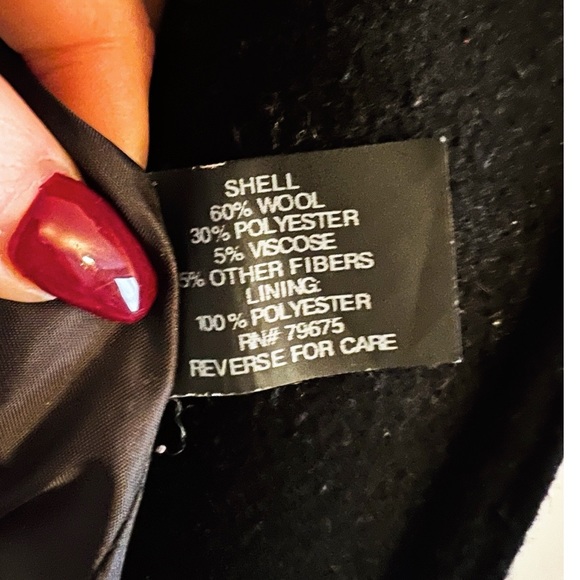 SHELL
60% WOOL
30% POLYESTER
5% VISCOSE
5% OTHER FIBERS
LINING:
100% POLYESTER
RN# 79675
REVERSE FOR CARE